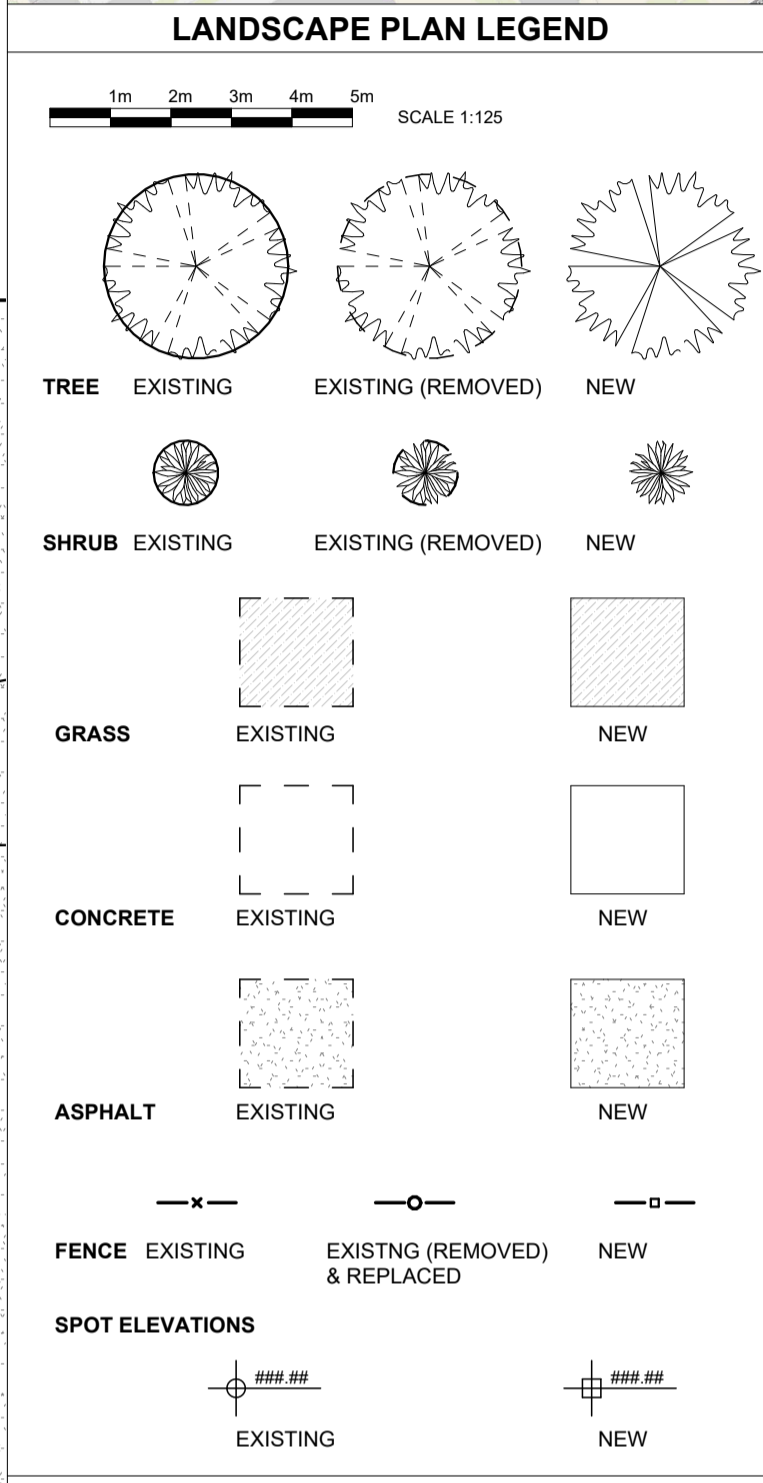 LANDSCAPE PLAN LEGEND
1m 2m 3m 4m 5m
SCALE 1:125
TREE EXISTING EXISTING (REMOVED) NEW
SHRUB EXISTING EXISTING (REMOVED) NEW
GRASS EXISTING NEW
CONCRETE EXISTING NEW
ASPHALT EXISTING NEW
FENCE EXISTING EXISTNG (REMOVED) NEW
& REPLACED
SPOT ELEVATIONS
###.## ###.##
EXISTING NEW